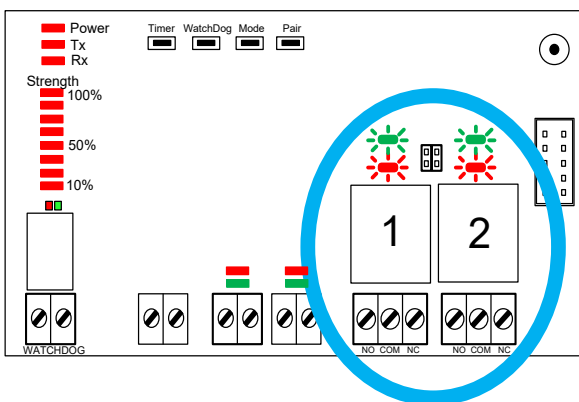 Power
Tx
Rx
Timer WatchDog Mode Pair
Strength
100%
50%
10%
1 2
NO COM NC NO COM NC
WATCHDOG